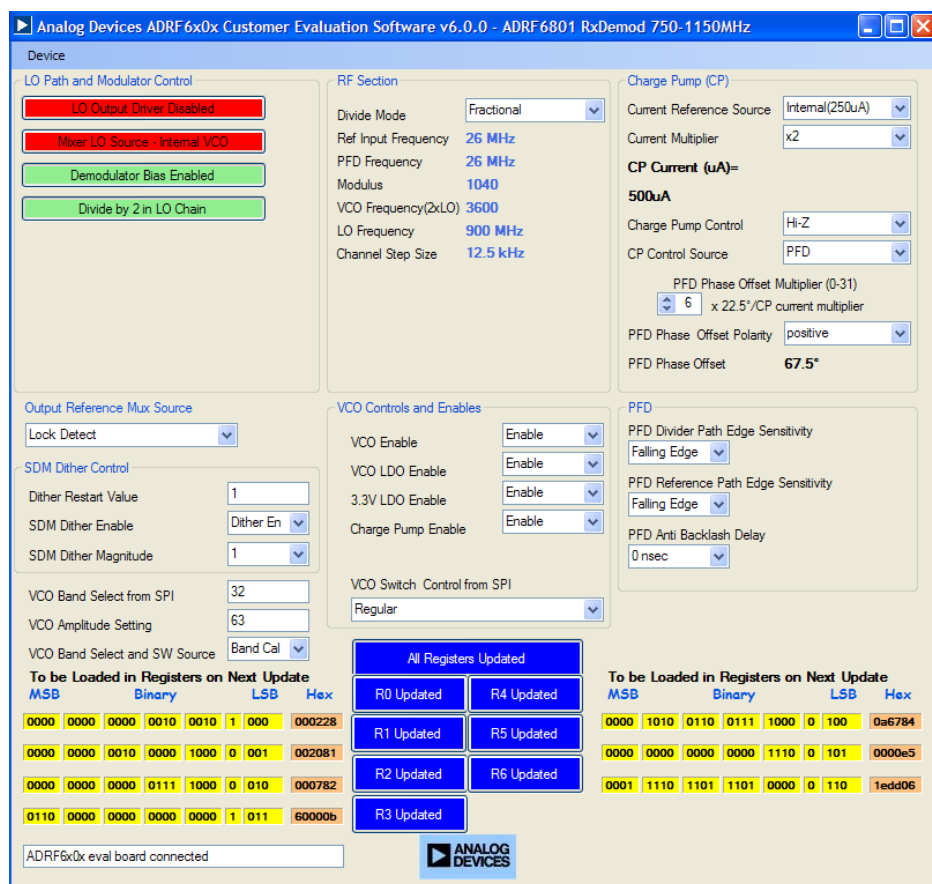 Analog Devices ADRF6x0x Customer Evaluation Software v6.0.0 - ADRF6801 RxDemod 750-1150MHz
Device
LO Path and Modulator Control
LO Output Driver Disabled
Mixer LO Source - Internal VCO
Demodulator Bias Enabled
Divide by 2 in LO Chain
RF Section
Divide Mode Fractional
Ref Input Frequency 26 MHz
PFD Frequency 26 MHz
Modulus 1040
VCO Frequency(2xLO) 3600
LO Frequency 900 MHz
Channel Step Size 12.5 kHz
Charge Pump (CP)
Current Reference Source Internal(250uA)
Current Multiplier x2
CP Current (uA)=
500uA
Charge Pump Control Hi-Z
CP Control Source PFD
PFD Phase Offset Multiplier (0-31)
6 x 22.5°/CP current multiplier
PFD Phase Offset Polarity positive
PFD Phase Offset 67.5°
Output Reference Mux Source
Lock Detect
SDM Dither Control
Dither Restart Value 1
SDM Dither Enable Dither En
SDM Dither Magnitude 1
VCO Band Select from SPI 32
VCO Amplitude Setting 63
VCO Band Select and SW Source Band Cal
VCO Controls and Enables
VCO Enable Enable
VCO LDO Enable Enable
3.3V LDO Enable Enable
Charge Pump Enable Enable
VCO Switch Control from SPI
Regular
PFD
PFD Divider Path Edge Sensitivity
Falling Edge
PFD Reference Path Edge Sensitivity
Falling Edge
PFD Anti Backlash Delay
0 nsec
To be Loaded in Registers on Next Update
MSB Binary LSB Hex
0000 0000 0000 0010 0010 1 000 000228
0000 0000 0010 0000 1000 0 001 002081
0000 0000 0000 0111 1000 0 010 000782
0110 0000 0000 0000 0000 1 011 60000b
All Registers Updated
R0 Updated R4 Updated
R1 Updated R5 Updated
R2 Updated R6 Updated
R3 Updated
To be Loaded in Registers on Next Update
MSB Binary LSB Hex
0000 1010 0110 0111 1000 0 100 0a6784
0000 0000 0000 0000 1110 0 101 0000e5
0001 1110 1101 1101 0000 0 110 1edd06
ADRF6x0x eval board connected
ANALOG
DEVICES